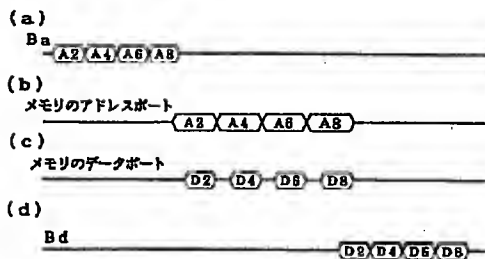 (a)
Ba
A2 A4 A6 A8
(b)
メモリのアドレスポート
A2 A4 A6 A8
(c)
メモリのデータポート
D2 D4 D6 D8
(d)
Bd
D2 D4 D6 D8